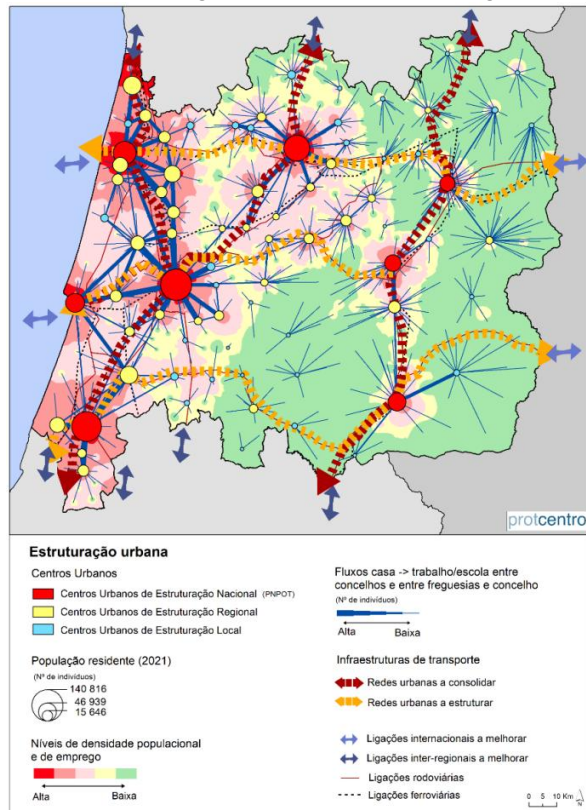 protcentro
Estruturação urbana
Centros Urbanos
Centros Urbanos de Estruturação Nacional (PNPOT)
Centros Urbanos de Estruturação Regional
Centros Urbanos de Estruturação Local
População residente (2021)
(Nº de indivíduos)
140 816
46 939
15 646
Níveis de densidade populacional
e de emprego
Alta
Baixa
Fluxos casa -> trabalho/escola entre
concelhos e entre freguesias e concelho
(Nº de indivíduos)
Alta
Baixa
Infraestruturas de transporte
Redes urbanas a consolidar
Redes urbanas a estruturar
Ligações internacionais a melhorar
Ligações inter-regionais a melhorar
Ligações rodoviárias
Ligações ferroviárias
0 5 10 Km